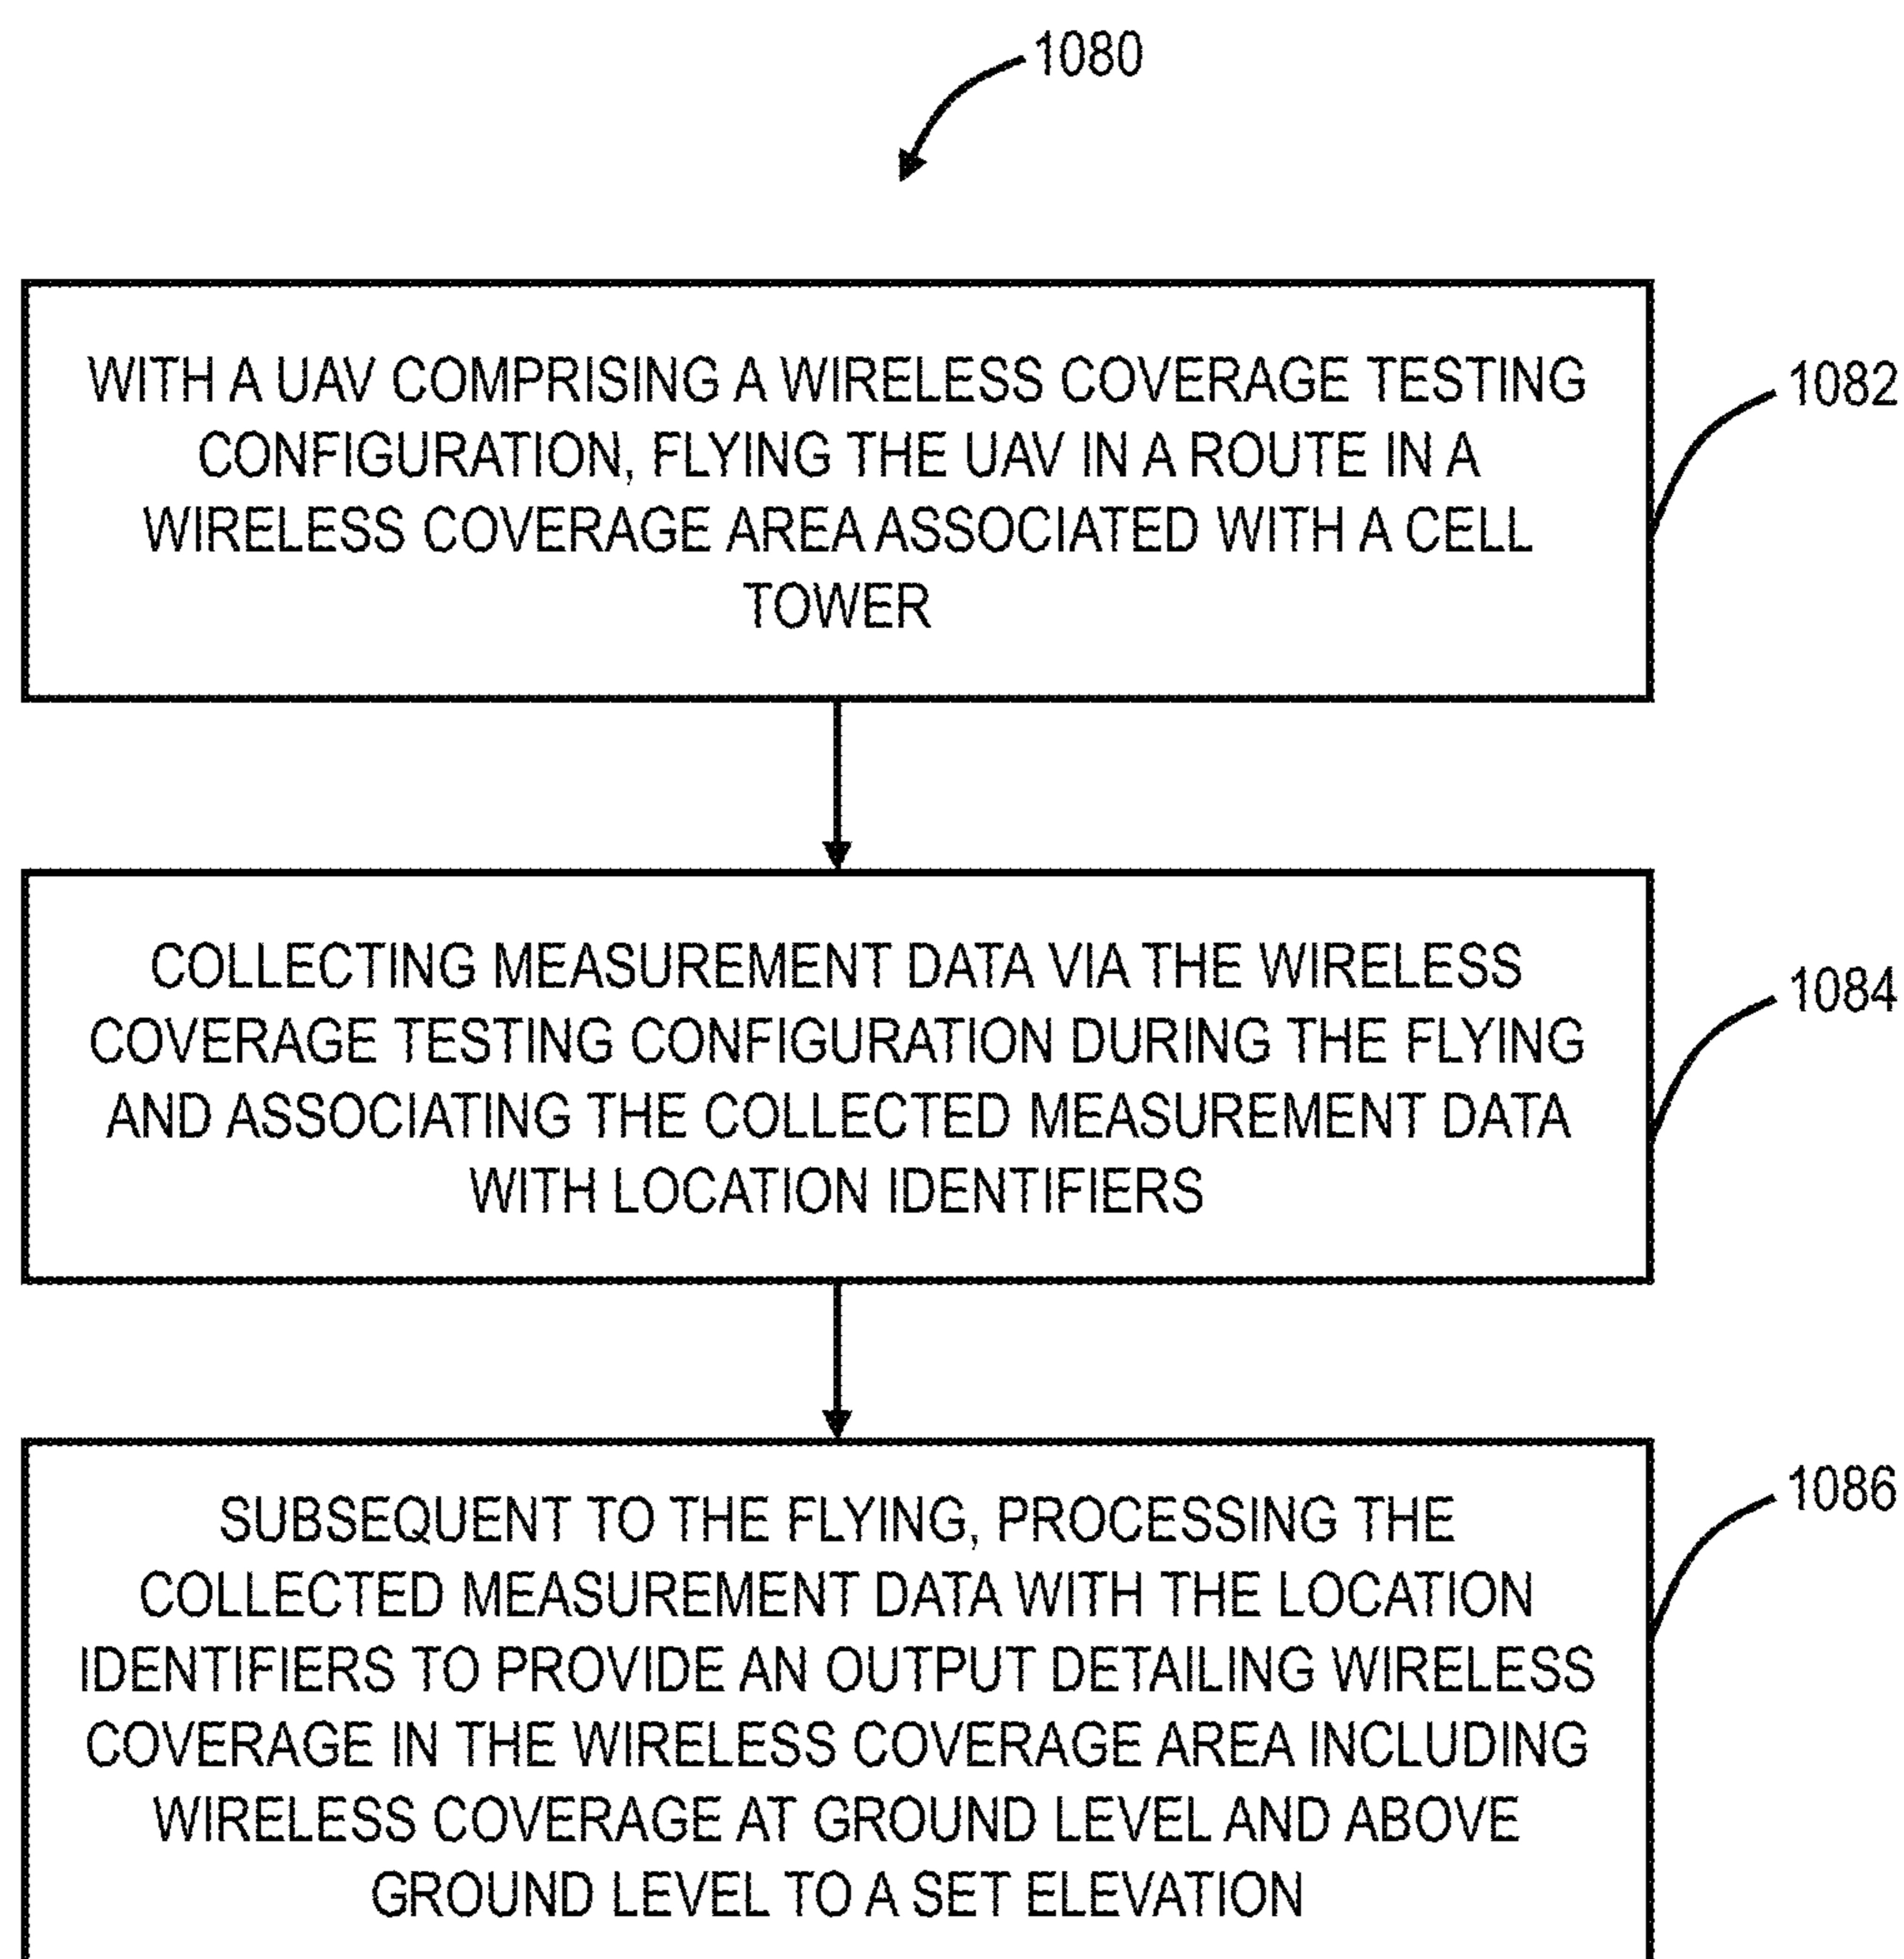 1080
WITH A UAV COMPRISING A WIRELESS COVERAGE TESTING
CONFIGURATION, FLYING THE UAV IN A ROUTE IN A
WIRELESS COVERAGE AREA ASSOCIATED WITH A CELL
TOWER
1082
COLLECTING MEASUREMENT DATA VIA THE WIRELESS
COVERAGE TESTING CONFIGURATION DURING THE FLYING
AND ASSOCIATING THE COLLECTED MEASUREMENT DATA
WITH LOCATION IDENTIFIERS
1084
SUBSEQUENT TO THE FLYING, PROCESSING THE
COLLECTED MEASUREMENT DATA WITH THE LOCATION
IDENTIFIERS TO PROVIDE AN OUTPUT DETAILING WIRELESS
COVERAGE IN THE WIRELESS COVERAGE AREA INCLUDING
WIRELESS COVERAGE AT GROUND LEVEL AND ABOVE
GROUND LEVEL TO A SET ELEVATION
1086